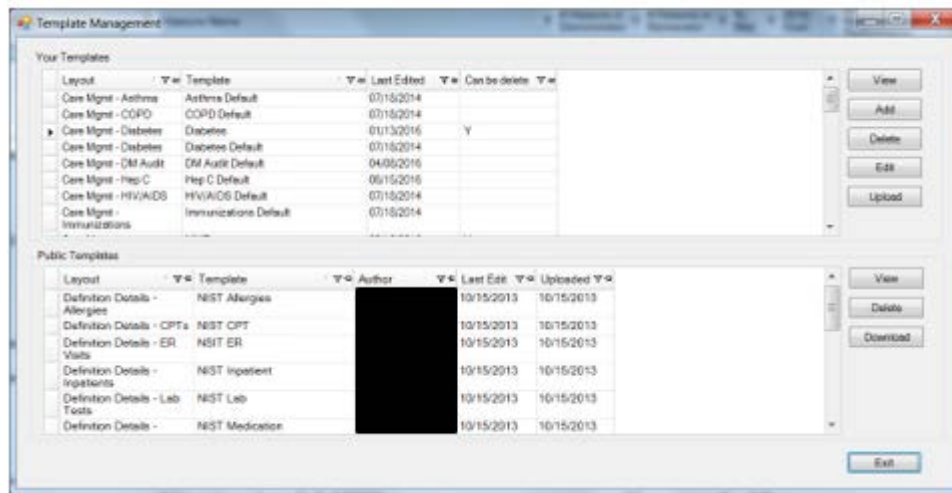 Template Management
Your Templates
Layout Template Last Edited Can be delete
Care Mgmt - Asthma Asthma Default 07/18/2014
Care Mgmt - COPD COPD Default 07/18/2014
Care Mgmt - Diabetes Diabetes 01/13/2016 Y
Care Mgmt - Diabetes Diabetes Default 07/18/2014
Care Mgmt - DM Audit DM Audit Default 04/08/2016
Care Mgmt - Hep C Hep C Default 06/15/2016
Care Mgmt - HIV/AIDS HIV/AIDS Default 07/18/2014
Care Mgmt - Immunizations Default 07/18/2014
Immunizations
View
Add
Delete
Edit
Upload
Public Templates
Layout Template Author Last Edit Uploaded
Definition Details - NIST Allergies 10/15/2013 10/15/2013
Allergies
Definition Details - CPTs NIST CPT 10/15/2013 10/15/2013
Definition Details - ER NSIT ER 10/15/2013 10/15/2013
Visits
Definition Details - NIST Inpatient 10/15/2013 10/15/2013
Inpatients
Definition Details - Lab NIST Lab 10/15/2013 10/15/2013
Tests
Definition Details - NIST Medication 10/15/2013 10/15/2013
View
Delete
Download
Exit